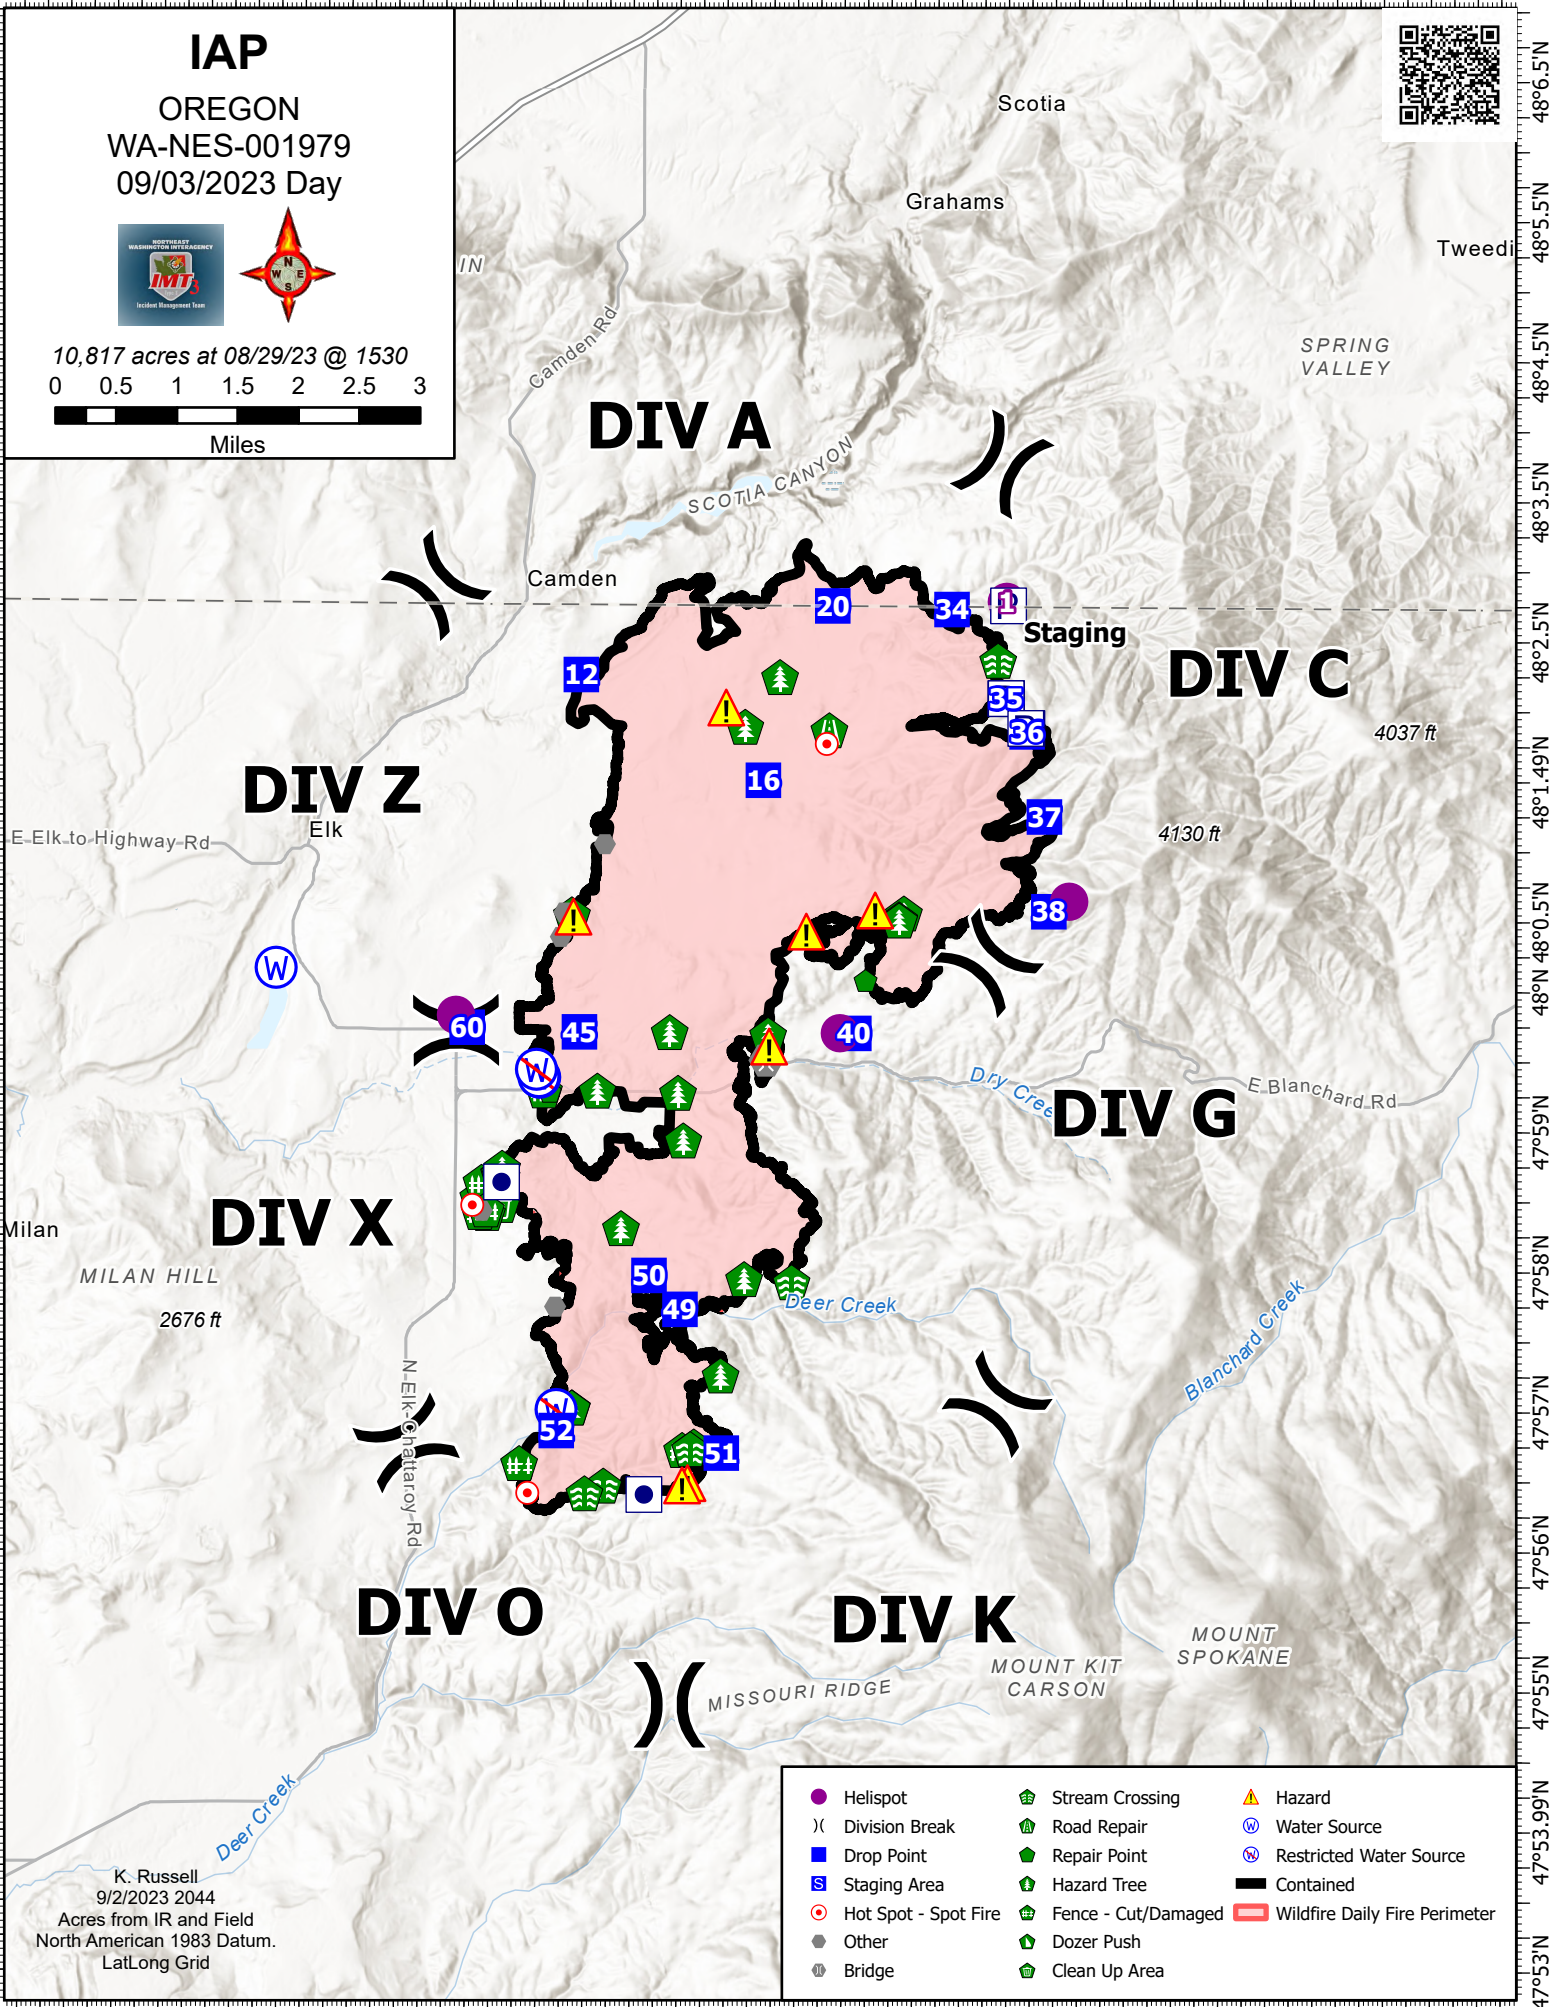 IAP
OREGON
WA-NES-001979
09/03/2023 Day
NORTHEAST
WASHINGTON INTERAGENCY
IMT3
Incident Management Team
N
W E
S
10,817 acres at 08/29/23 @ 1530
0 0.5 1 1.5 2 2.5 3
Miles
Scotia
Grahams
Tweedi
IN
Camden Rd
SPRING
VALLEY
DIV A
SCOTIA CANYON
Camden
20
34
1
Staging
12
DIV C
35
36
4037 ft
16
DIV Z
Elk
E Elk to Highway Rd
37
4130 ft
38
W
60
45
40
W
Dry Cree
E Blanchard Rd
DIV G
DIV X
Milan
MILAN HILL
2676 ft
50
49
Deer Creek
Blanchard Creek
N Elk-Chattaroy Rd
W
52
51
DIV O
DIV K
MOUNT
SPOKANE
MOUNT KIT
CARSON
MISSOURI RIDGE
Deer Creek
K. Russell
9/2/2023 2044
Acres from IR and Field
North American 1983 Datum.
LatLong Grid
Helispot
Division Break
Drop Point
S Staging Area
Hot Spot - Spot Fire
Other
Bridge
Stream Crossing
Road Repair
Repair Point
Hazard Tree
Fence - Cut/Damaged
Dozer Push
Clean Up Area
Hazard
W Water Source
W Restricted Water Source
Contained
Wildfire Daily Fire Perimeter
48°6.5'N
48°5.5'N
48°4.5'N
48°3.5'N
48°2.5'N
48°1.49'N
48°0.5'N
48°N
47°59'N
47°58'N
47°57'N
47°56'N
47°55'N
47°53.99'N
47°53'N